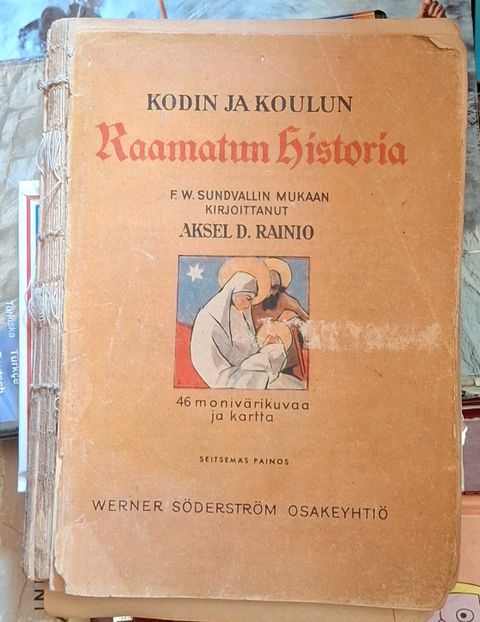 KODIN JA KOULUN
Raamatun Historia
F. W. SUNDVALLIN MUKAAN
KIRJOITTANUT
AKSEL D. RAINIO
46 monivärikuvaa
ja kartta
SEITSEMÄS PAINOS
WERNER SÖDERSTRÖM OSAKEYHTIÖ
Türkçe